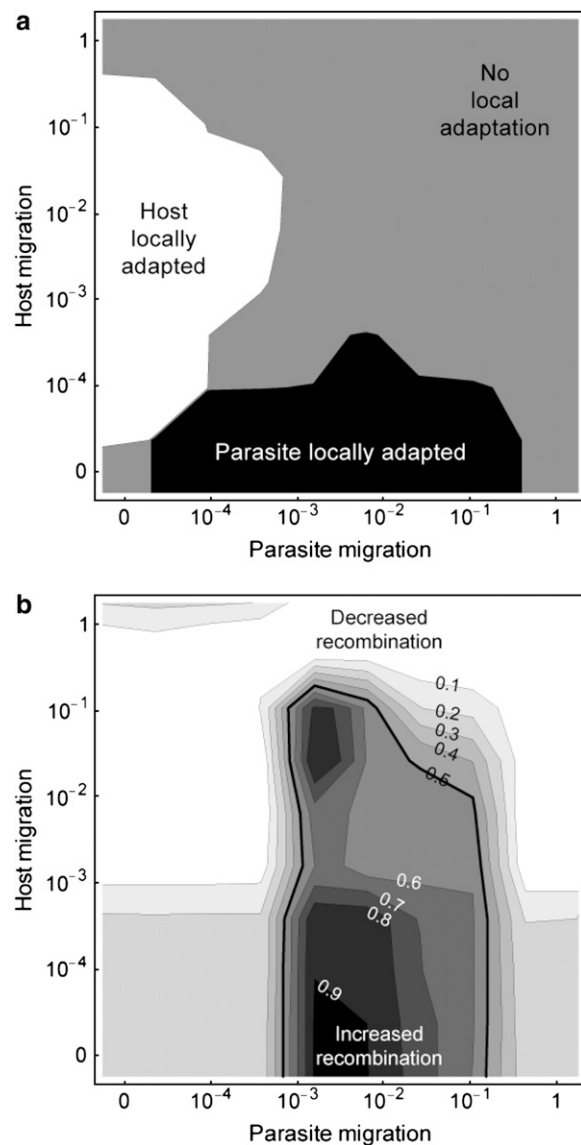 a
1
10⁻¹
10⁻²
10⁻³
10⁻⁴
0
Host migration
No
local
adaptation
Host
locally
adapted
Parasite locally adapted
0
10⁻⁴
10⁻³
10⁻²
10⁻¹
1
Parasite migration
b
1
10⁻¹
10⁻²
10⁻³
10⁻⁴
0
Host migration
Decreased
recombination
0.1
0.2
0.3
0.4
0.5
0.6
0.7
0.8
0.9
Increased
recombination
0
10⁻⁴
10⁻³
10⁻²
10⁻¹
1
Parasite migration